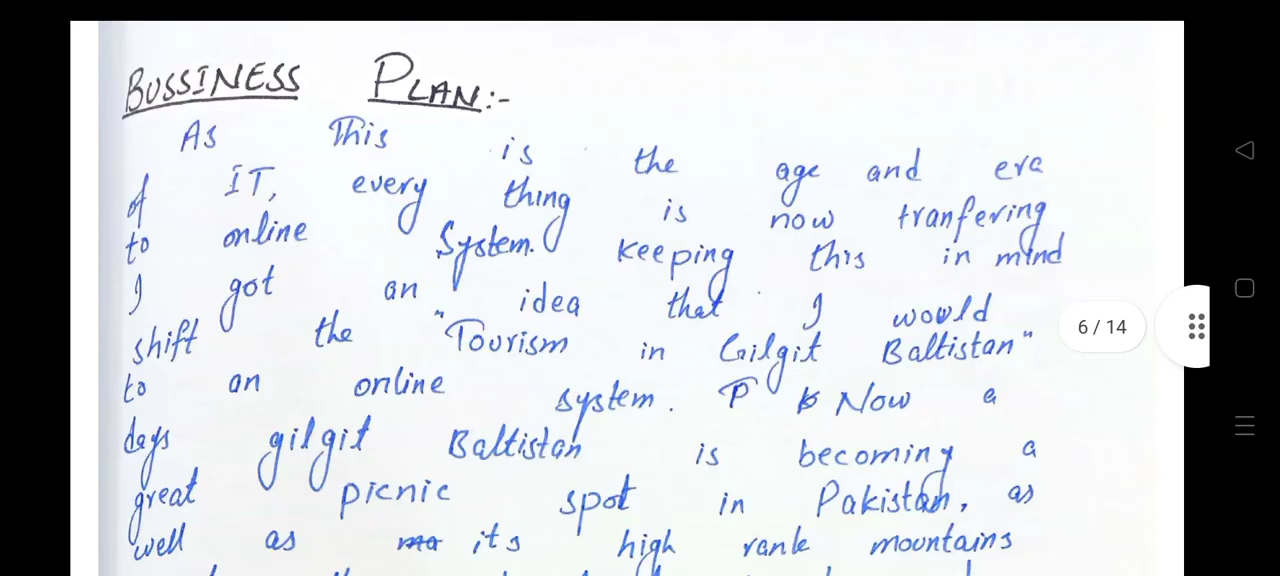 BUSSINESS PLAN:-
As This is the age and era
of IT, every thing is now tranfering
to online System. keeping this in mind
I got an idea that I would
shift the "Tourism in Gilgit Baltistan"
to an online system. Now a
days gilgit Baltistan is becoming a
great picnic spot in Pakistan, as
well as its high rank mountains
6 / 14